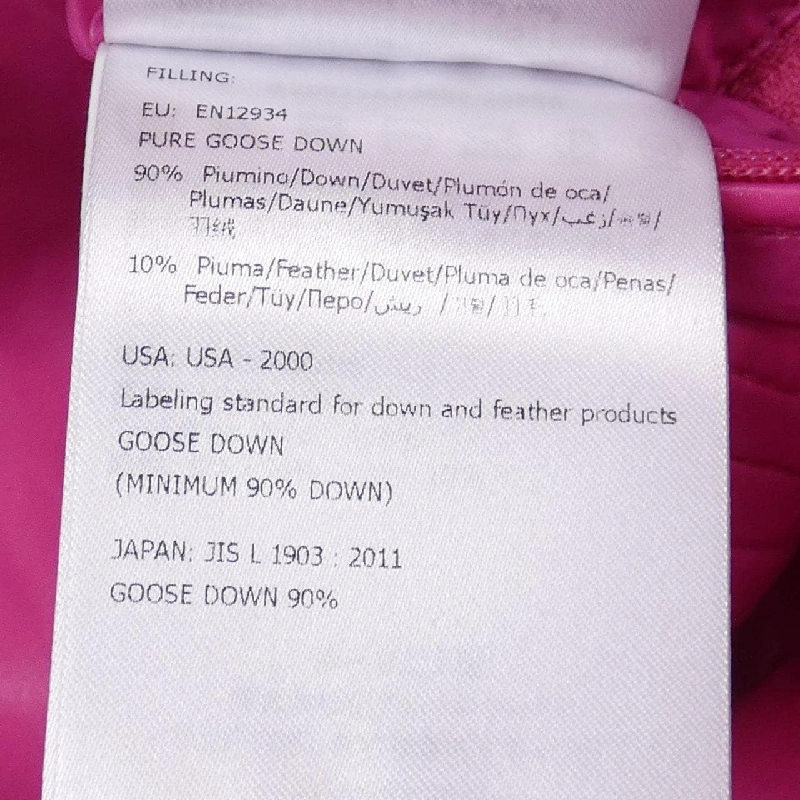 FILLING:
EU: EN12934
PURE GOOSE DOWN
90% Piumino/Down/Duvet/Plumón de oca/
Plumas/Daune/Yumuşak Tüy/Пух/زغب/
羽绒
10% Piuma/Feather/Duvet/Pluma de oca/Penas/
Feder/Tüy/Перо/ريش /
USA: USA - 2000
Labeling standard for down and feather products
GOOSE DOWN
(MINIMUM 90% DOWN)
JAPAN: JIS L 1903 : 2011
GOOSE DOWN 90%